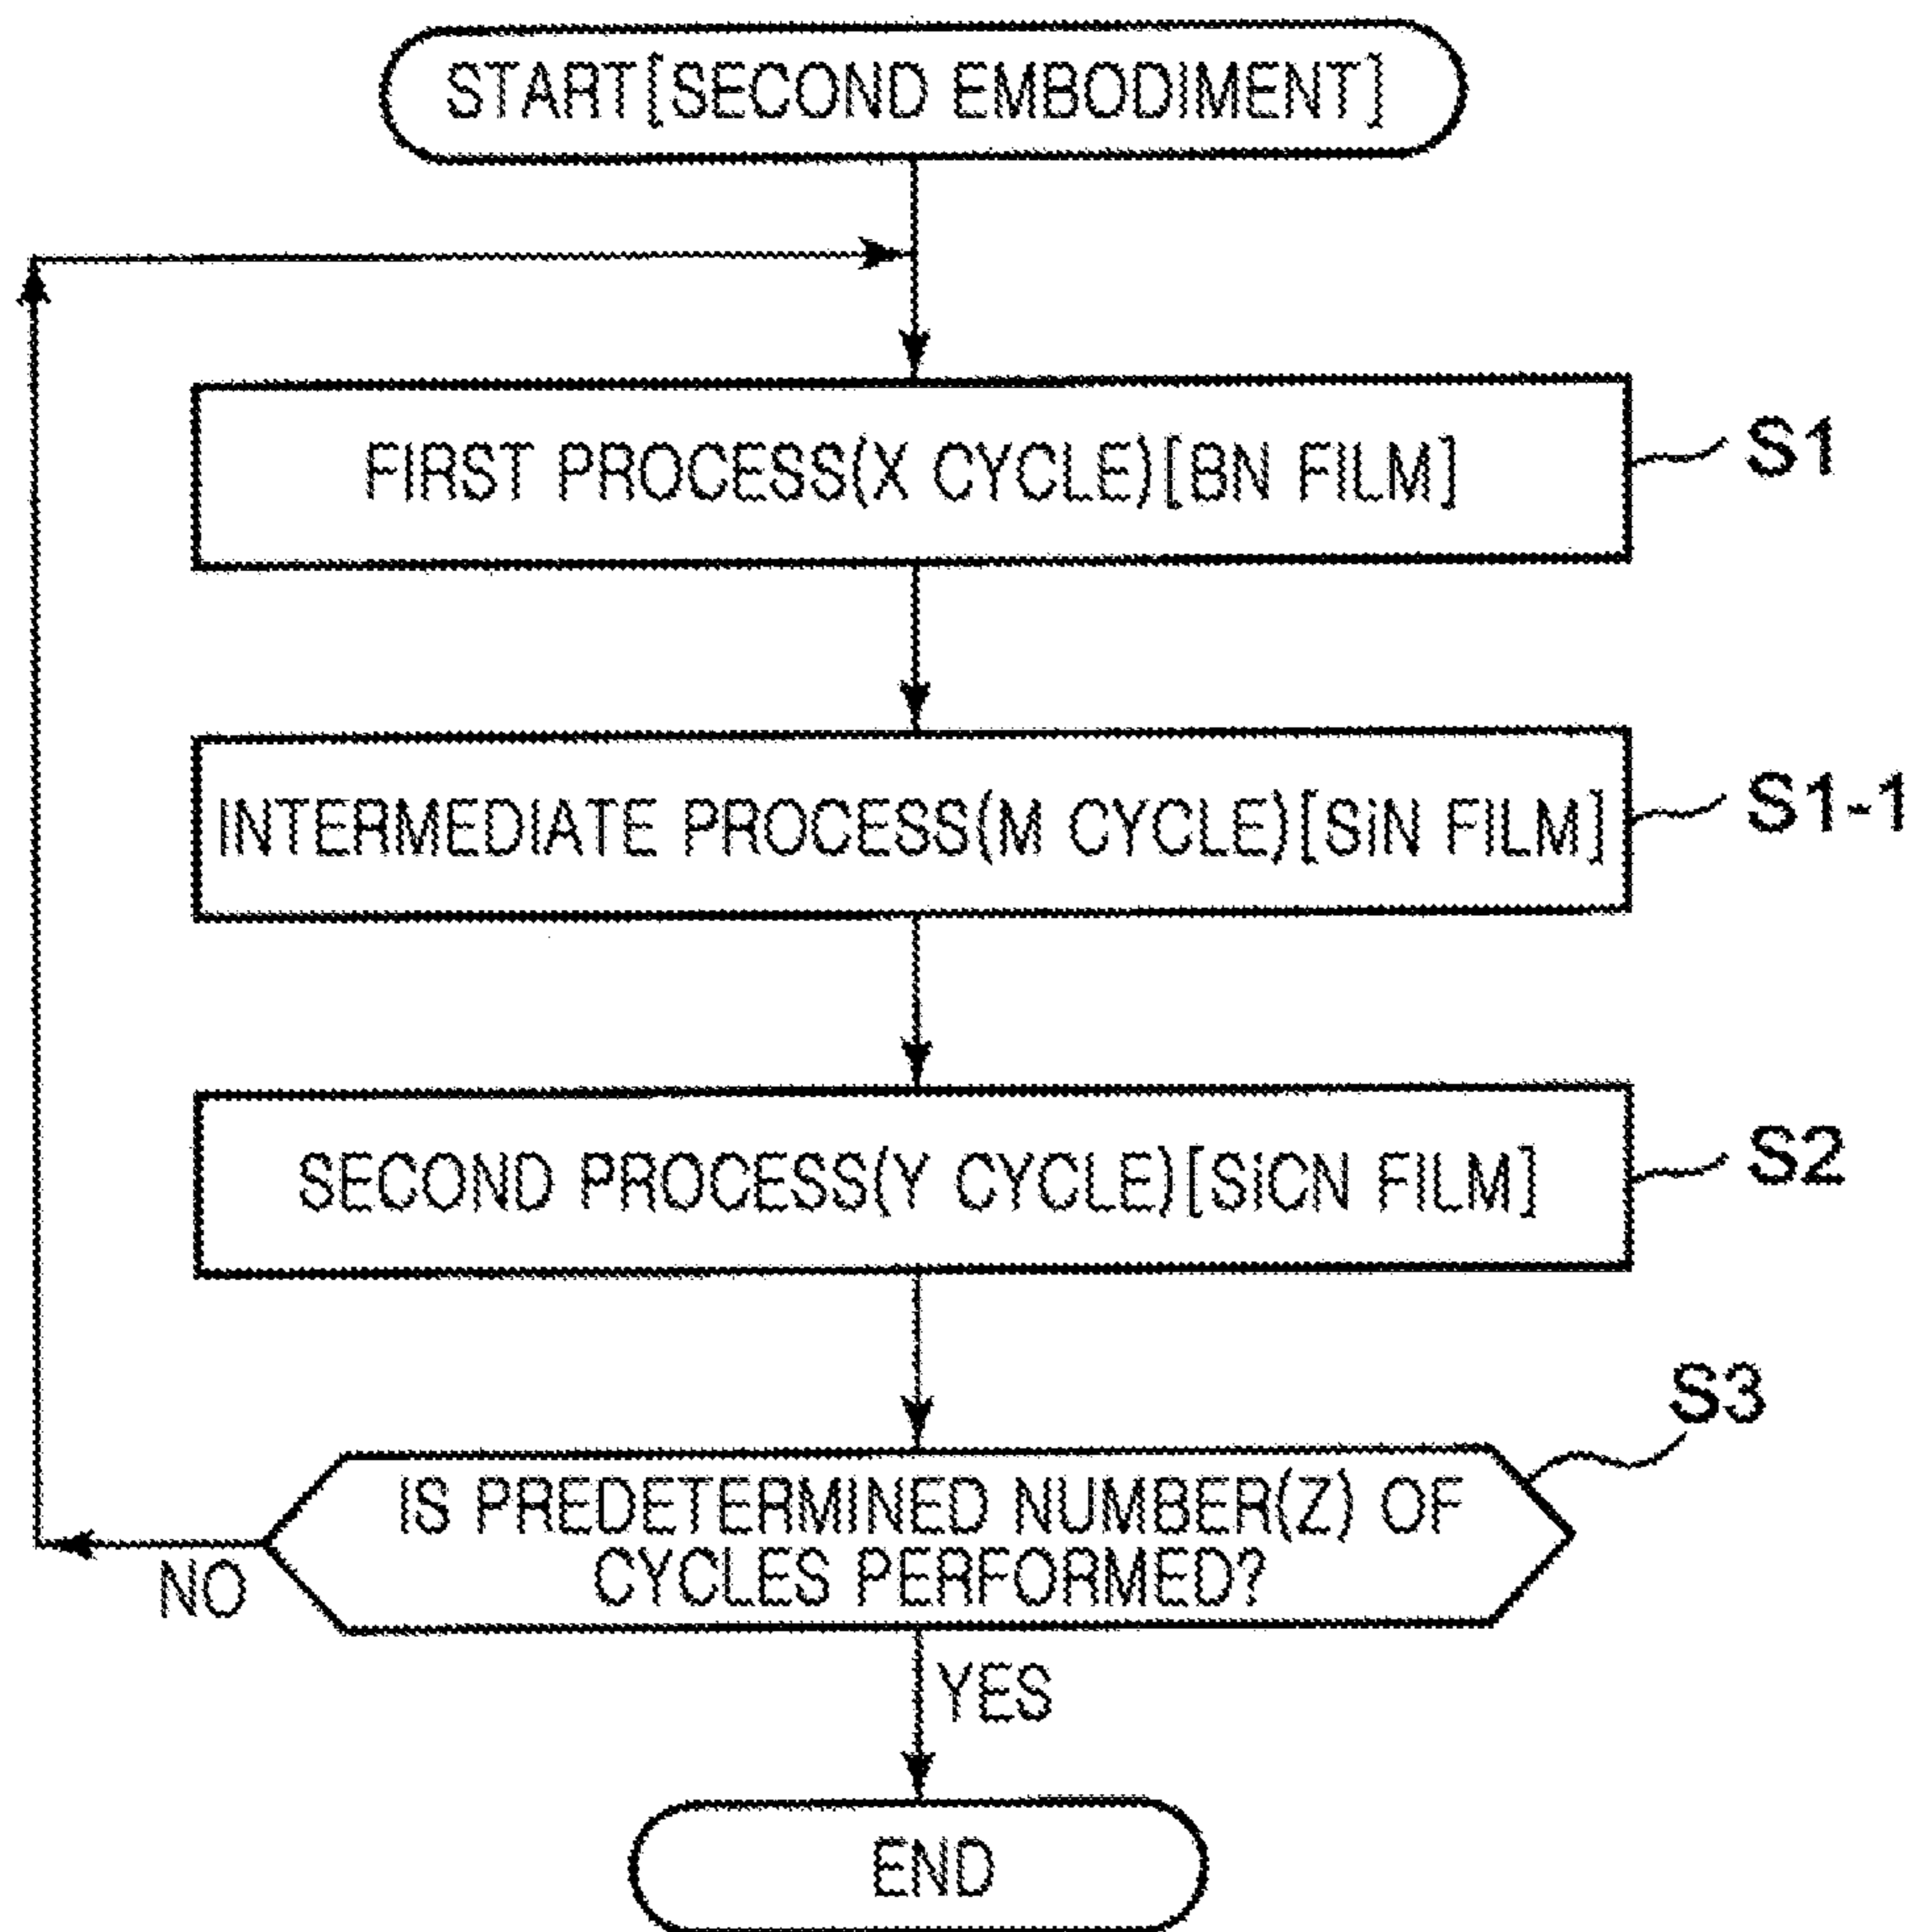 START[SECOND EMBODIMENT]
FIRST PROCESS(X CYCLE)[BN FILM]
S1
INTERMEDIATE PROCESS(M CYCLE)[SiN FILM]
S1-1
SECOND PROCESS(Y CYCLE)[SiCN FILM]
S2
S3
IS PREDETERMINED NUMBER(Z) OF
CYCLES PERFORMED?
NO
YES
END